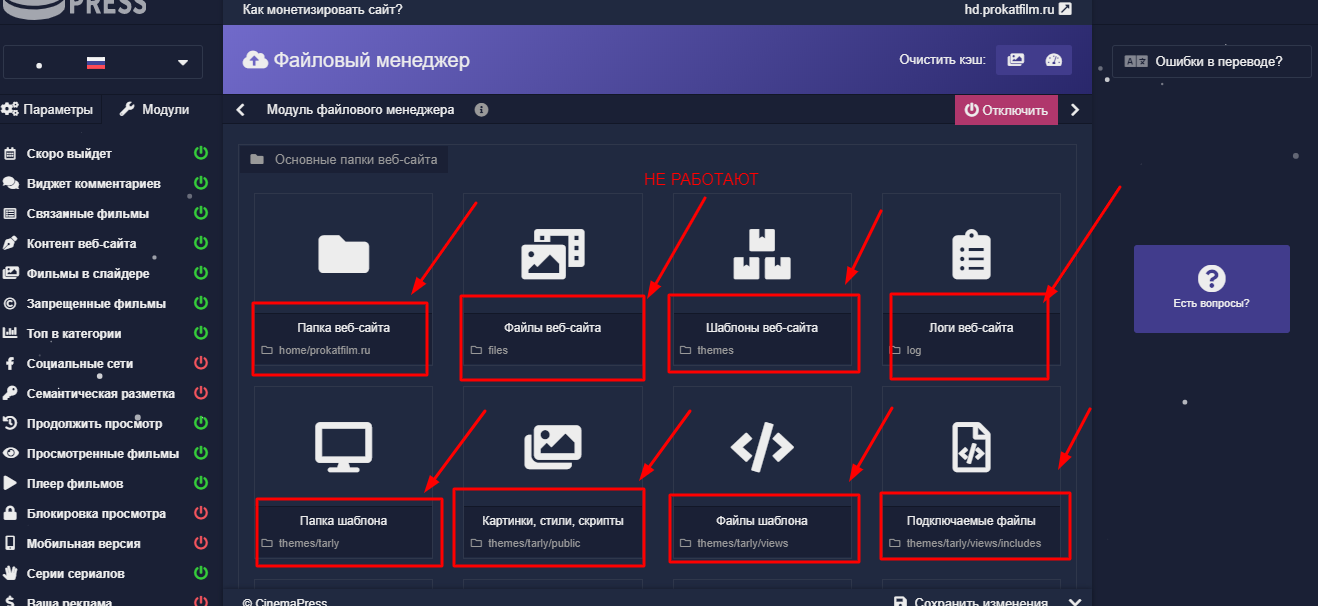 PRESS
Как монетизировать сайт?
hd.prokatfilm.ru
Файловый менеджер
Очистить кэш:
Ошибки в переводе?
Параметры
Модули
Модуль файлового менеджера
Отключить
Скоро выйдет
Виджет комментариев
Связанные фильмы
Контент веб-сайта
Фильмы в слайдере
Запрещенные фильмы
Топ в категории
Социальные сети
Семантическая разметка
Продолжить просмотр
Просмотренные фильмы
Плеер фильмов
Блокировка просмотра
Мобильная версия
Серии сериалов
Ваша реклама
Основные папки веб-сайта
НЕ РАБОТАЮТ
Папка веб-сайта
home/prokatfilm.ru
Файлы веб-сайта
files
Шаблоны веб-сайта
themes
Логи веб-сайта
log
Папка шаблона
themes/tarly
Картинки, стили, скрипты
themes/tarly/public
Файлы шаблона
themes/tarly/views
Подключаемые файлы
themes/tarly/views/includes
Есть вопросы?
© CinemaPress
Сохранить изменения